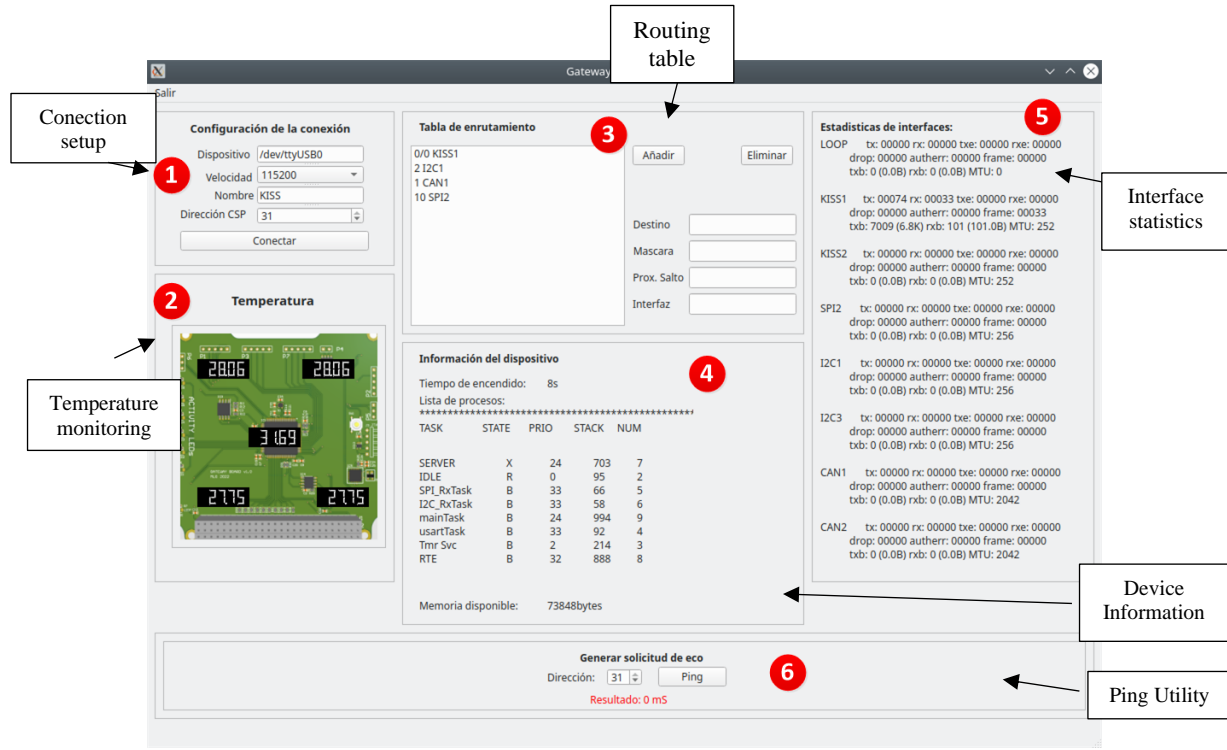 Routing
table
Gateway
Salir
Conection
setup
Configuración de la conexión
Dispositivo /dev/ttyUSB0
Velocidad 115200
Nombre KISS
Dirección CSP 31
Conectar
1
Tabla de enrutamiento
3
0/0 KISS1
2 I2C1
1 CAN1
10 SPI2
Añadir Eliminar
Destino
Mascara
Prox. Salto
Interfaz
5
Estadisticas de interfaces:
LOOP tx: 00000 rx: 00000 txe: 00000 rxe: 00000
drop: 00000 autherr: 00000 frame: 00000
txb: 0 (0.0B) rxb: 0 (0.0B) MTU: 0
KISS1 tx: 00074 rx: 00033 txe: 00000 rxe: 00000
drop: 00000 autherr: 00000 frame: 00033
txb: 7009 (6.8K) rxb: 101 (101.0B) MTU: 252
KISS2 tx: 00000 rx: 00000 txe: 00000 rxe: 00000
drop: 00000 autherr: 00000 frame: 00000
txb: 0 (0.0B) rxb: 0 (0.0B) MTU: 252
SPI2 tx: 00000 rx: 00000 txe: 00000 rxe: 00000
drop: 00000 autherr: 00000 frame: 00000
txb: 0 (0.0B) rxb: 0 (0.0B) MTU: 256
I2C1 tx: 00000 rx: 00000 txe: 00000 rxe: 00000
drop: 00000 autherr: 00000 frame: 00000
txb: 0 (0.0B) rxb: 0 (0.0B) MTU: 256
I2C3 tx: 00000 rx: 00000 txe: 00000 rxe: 00000
drop: 00000 autherr: 00000 frame: 00000
txb: 0 (0.0B) rxb: 0 (0.0B) MTU: 256
CAN1 tx: 00000 rx: 00000 txe: 00000 rxe: 00000
drop: 00000 autherr: 00000 frame: 00000
txb: 0 (0.0B) rxb: 0 (0.0B) MTU: 2042
CAN2 tx: 00000 rx: 00000 txe: 00000 rxe: 00000
drop: 00000 autherr: 00000 frame: 00000
txb: 0 (0.0B) rxb: 0 (0.0B) MTU: 2042
Interface
statistics
2
Temperatura
P1 P3 P7 P4
28.06 28.06
ACTIVITY LEDs
31.69
27.75 27.75
Temperature
monitoring
Información del dispositivo
4
Tiempo de encendido: 8s
Lista de procesos:
*************************************************
TASK STATE PRIO STACK NUM
SERVER X 24 703 7
IDLE R 0 95 2
SPI_RxTask B 33 66 5
I2C_RxTask B 33 58 6
mainTask B 24 994 9
usartTask B 33 92 4
Tmr Svc B 2 214 3
RTE B 32 888 8
Memoria disponible: 73848bytes
Device
Information
Generar solicitud de eco
Dirección: 31 Ping
Resultado: 0 mS
6
Ping Utility